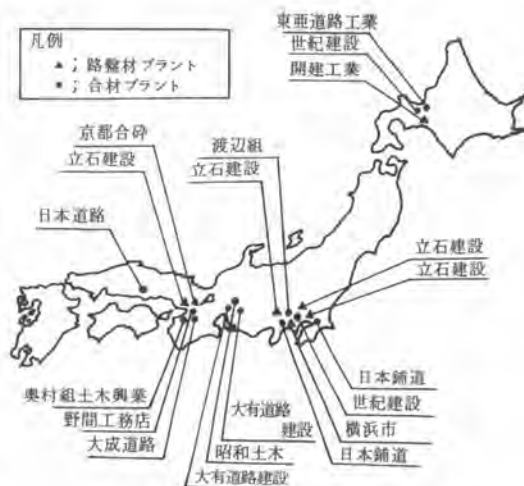 東亜道路工業
世紀建設
開建工業
凡例
▲；路盤材プラント
●；合材プラント
京都合砕
立石建設
日本道路
渡辺組
立石建設
立石建設
立石建設
奥村組土木興業
野間工務店
大成道路
大有道路
建設
昭和土木
大有道路建設
日本鋪道
世紀建設
横浜市
日本鋪道